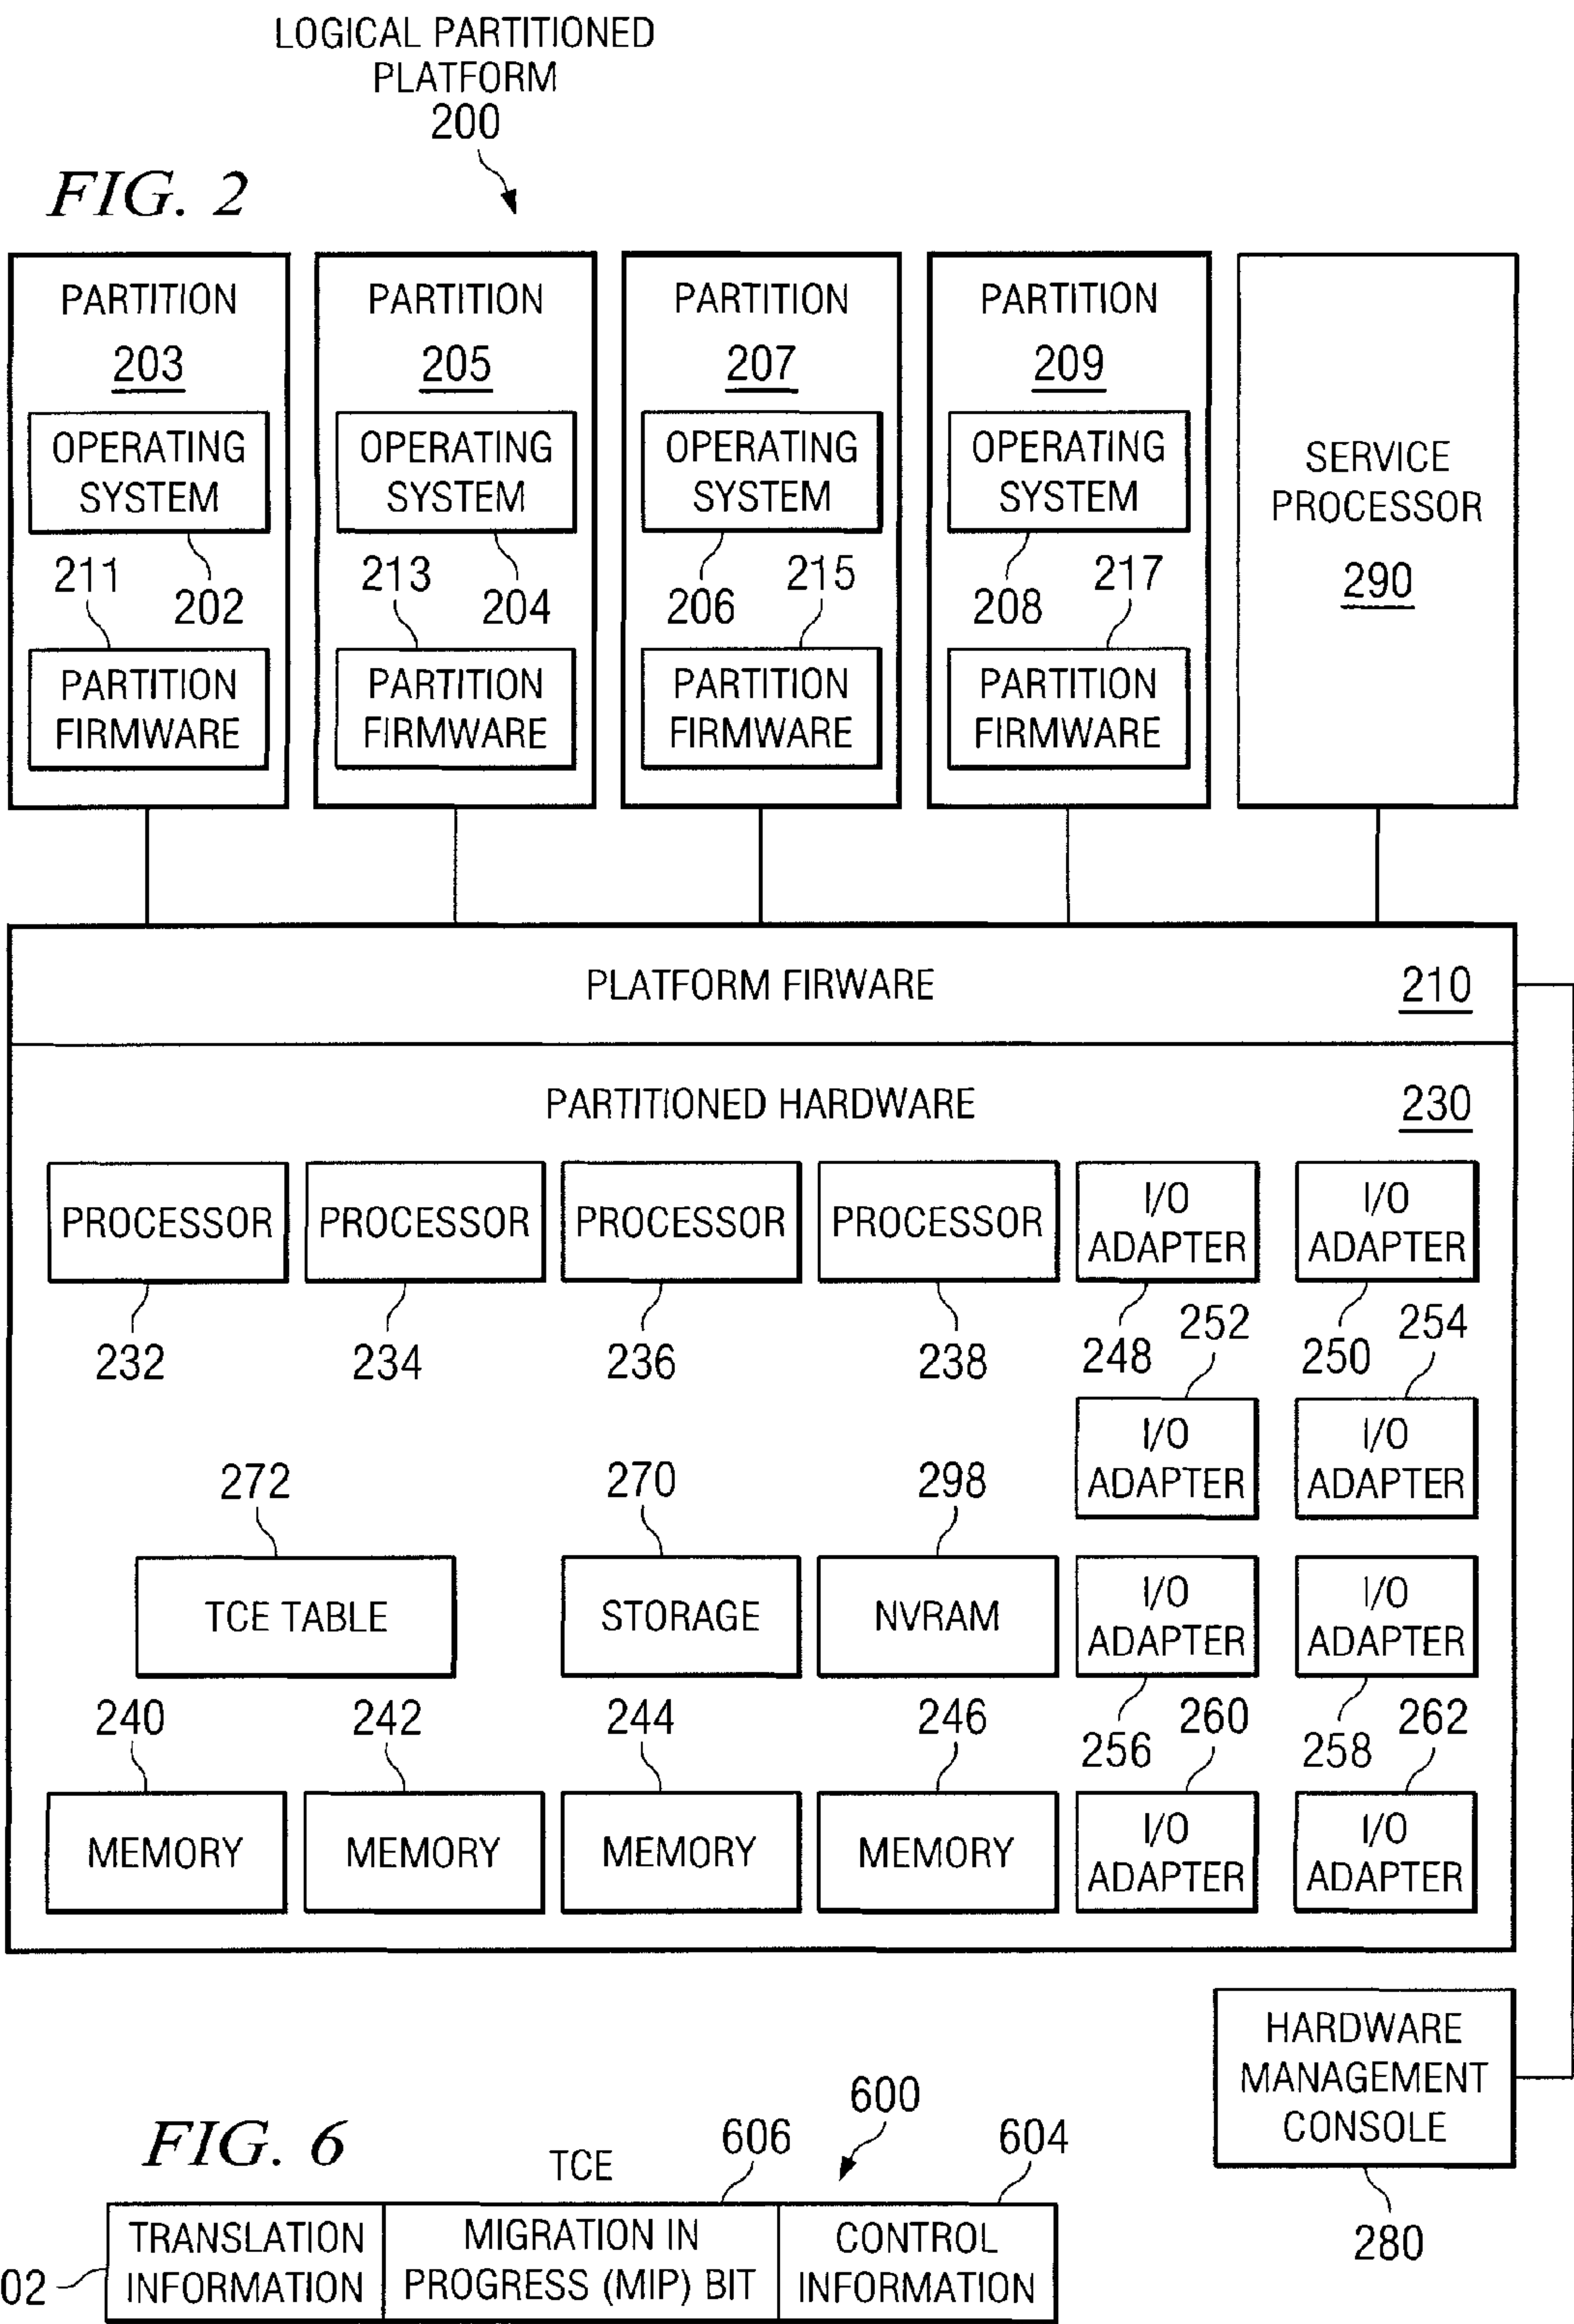 LOGICAL PARTITIONED
PLATFORM
200
FIG. 2
PARTITION
203
OPERATING
SYSTEM
211
202
PARTITION
FIRMWARE
PARTITION
205
OPERATING
SYSTEM
213
204
PARTITION
FIRMWARE
PARTITION
207
OPERATING
SYSTEM
206
215
PARTITION
FIRMWARE
PARTITION
209
OPERATING
SYSTEM
208
217
PARTITION
FIRMWARE
SERVICE
PROCESSOR
290
PLATFORM FIRWARE 210
PARTITIONED HARDWARE 230
PROCESSOR
232
PROCESSOR
234
PROCESSOR
236
PROCESSOR
238
I/O
ADAPTER
248
I/O
ADAPTER
250
252
I/O
ADAPTER
254
I/O
ADAPTER
272
TCE TABLE
270
STORAGE
298
NVRAM
I/O
ADAPTER
256
I/O
ADAPTER
258
240
MEMORY
242
MEMORY
244
MEMORY
246
MEMORY
260
I/O
ADAPTER
262
I/O
ADAPTER
HARDWARE
MANAGEMENT
CONSOLE
280
FIG. 6
TCE
606
600
604
02
TRANSLATION
INFORMATION
MIGRATION IN
PROGRESS (MIP) BIT
CONTROL
INFORMATION